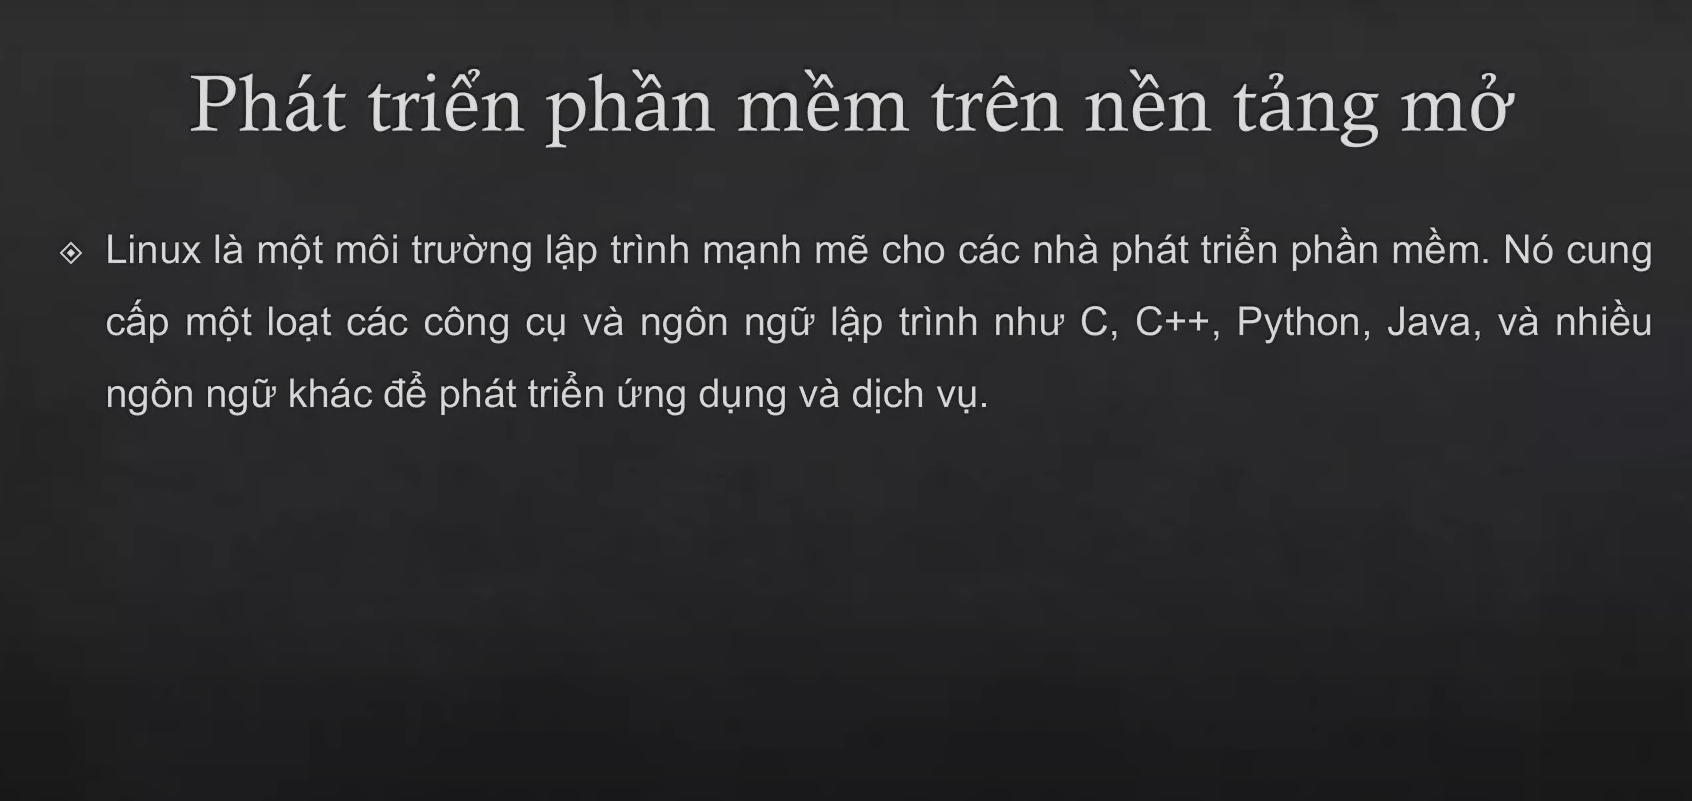 Phát triển phần mềm trên nền tảng mở
Linux là một môi trường lập trình mạnh mẽ cho các nhà phát triển phần mềm. Nó cung
cấp một loạt các công cụ và ngôn ngữ lập trình như C, C++, Python, Java, và nhiều
ngôn ngữ khác để phát triển ứng dụng và dịch vụ.